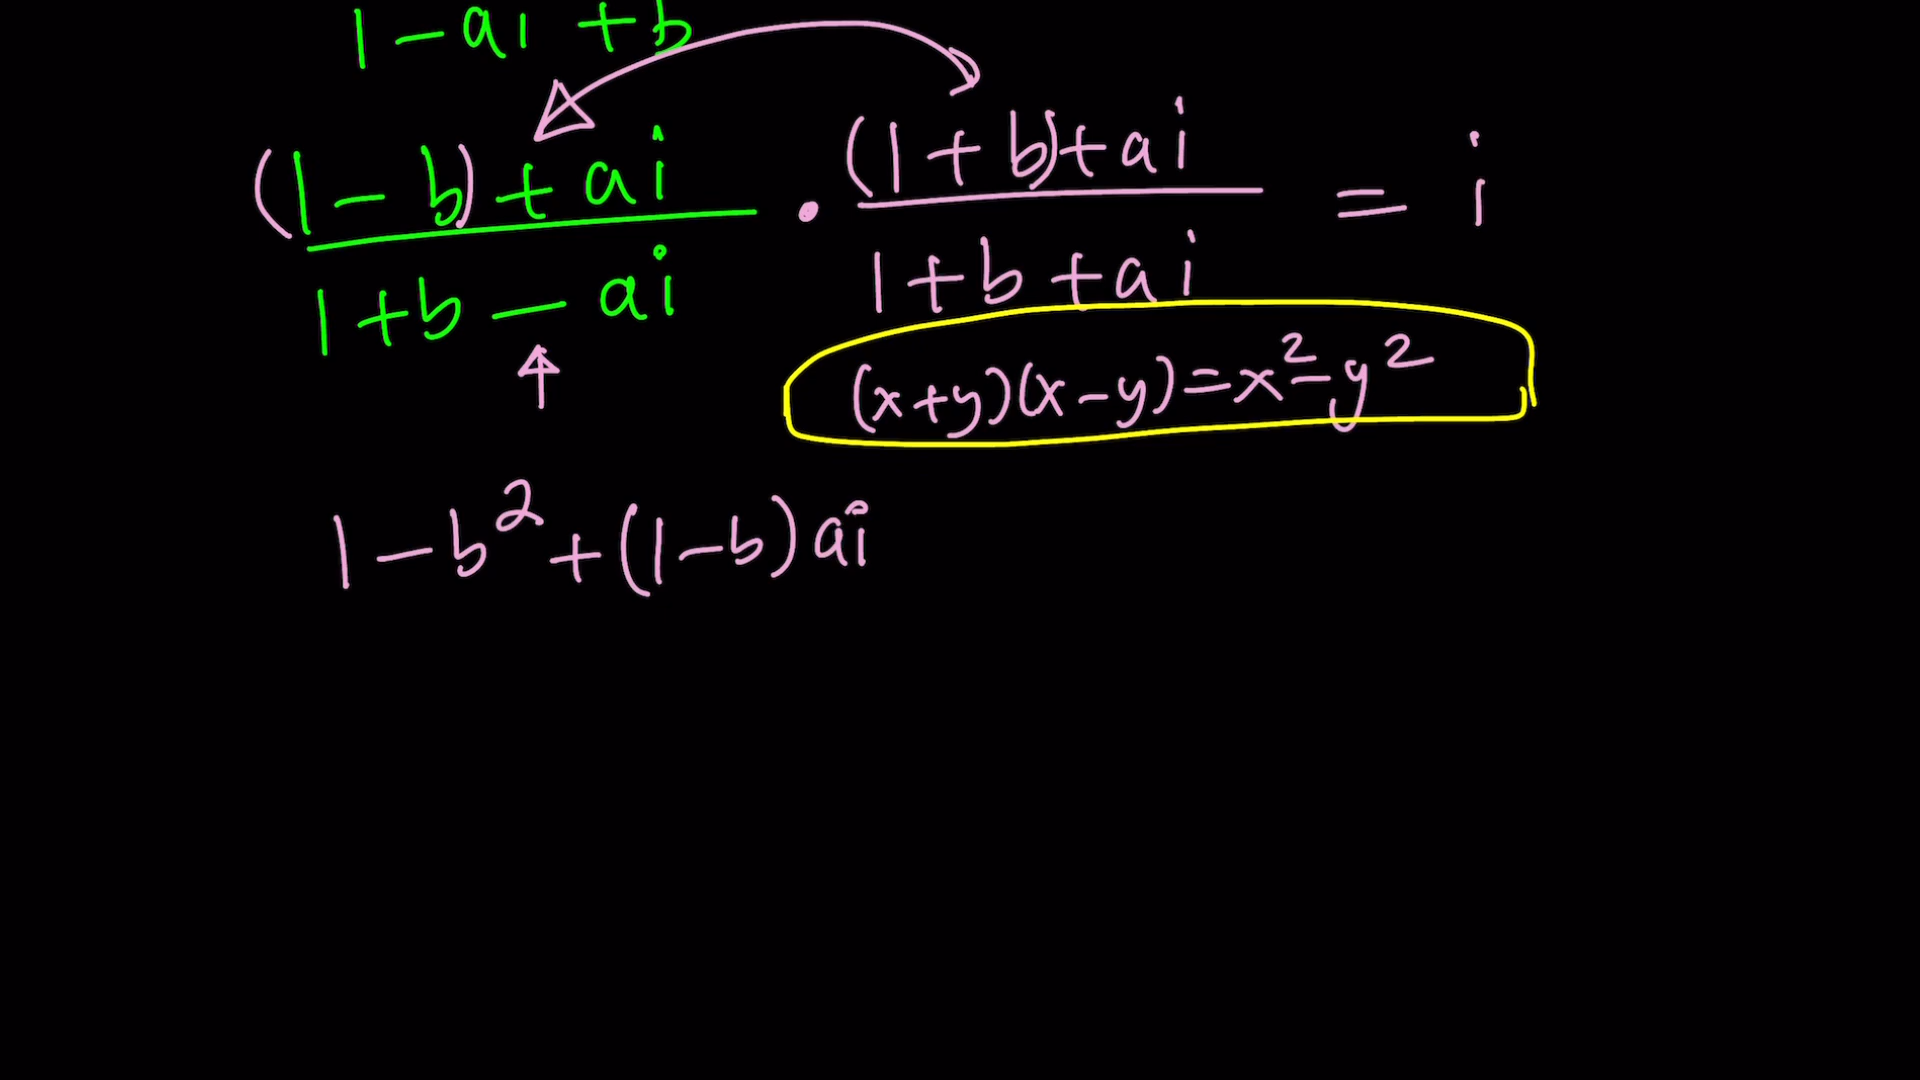 1 - ai + b
(1 - b) + ai / 1 + b - ai · (1 + b) + ai / 1 + b + ai = i
(x+y)(x-y)=x²-y²
1 - b² + (1-b) ai